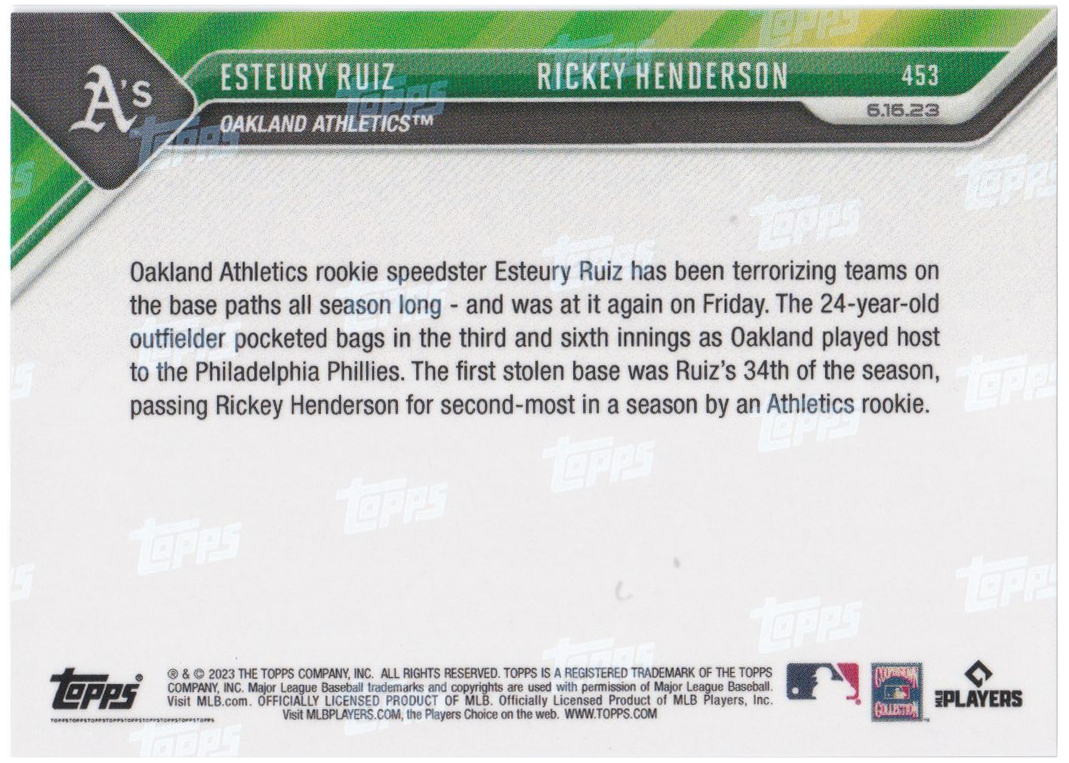 A's
ESTEURY RUIZ RICKEY HENDERSON 453
OAKLAND ATHLETICS™ 6.16.23
Oakland Athletics rookie speedster Esteury Ruiz has been terrorizing teams on
the base paths all season long - and was at it again on Friday. The 24-year-old
outfielder pocketed bags in the third and sixth innings as Oakland played host
to the Philadelphia Phillies. The first stolen base was Ruiz's 34th of the season,
passing Rickey Henderson for second-most in a season by an Athletics rookie.
Topps®
TOPPSTOPPSTOPPSTOPPSTOPPSTOPPSTOPPSTOPPSTOPPS
® & © 2023 THE TOPPS COMPANY, INC. ALL RIGHTS RESERVED. TOPPS IS A REGISTERED TRADEMARK OF THE TOPPS
COMPANY, INC. Major League Baseball trademarks and copyrights are used with permission of Major League Baseball.
Visit MLB.com. OFFICIALLY LICENSED PRODUCT OF MLB. Officially Licensed Product of MLB Players, Inc.
Visit MLBPLAYERS.COM, the Players Choice on the web. WWW.TOPPS.COM
COOPERSTOWN
COLLECTION
MLB PLAYERS